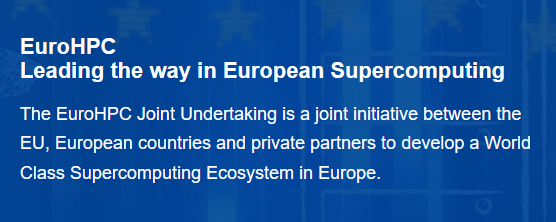 EuroHPC
Leading the way in European Supercomputing
The EuroHPC Joint Undertaking is a joint initiative between the
EU, European countries and private partners to develop a World
Class Supercomputing Ecosystem in Europe.